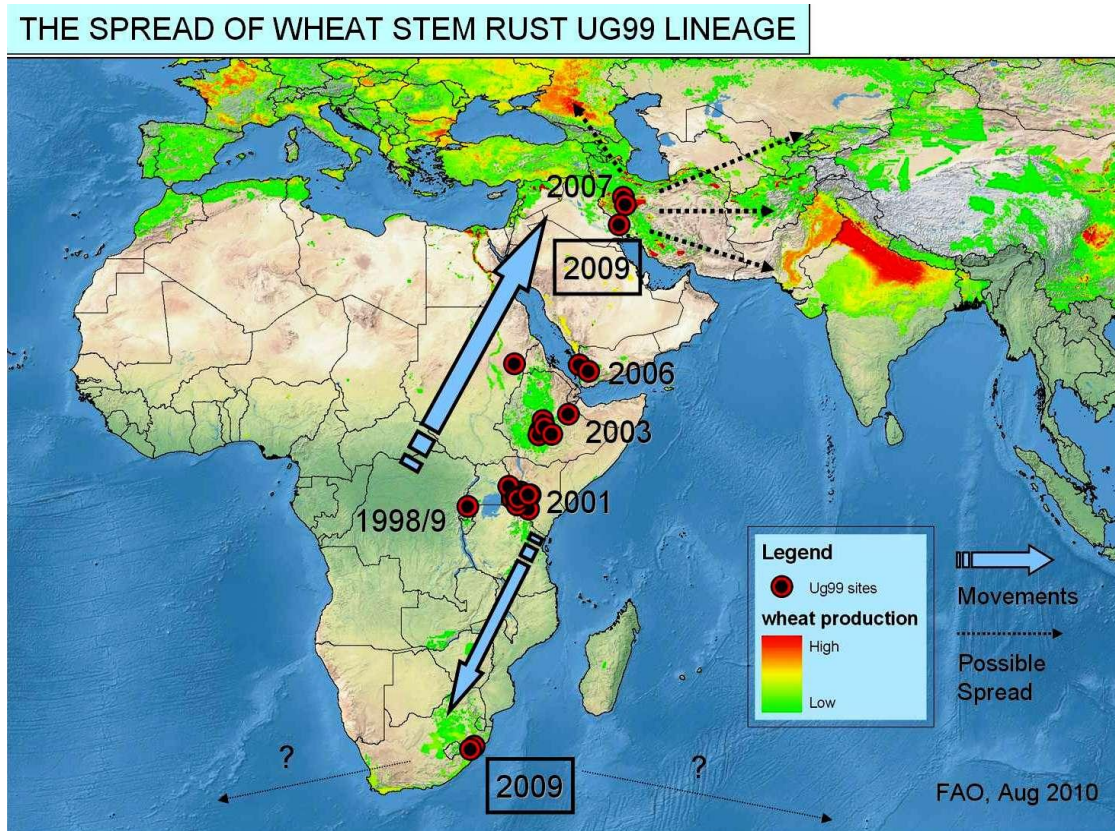 THE SPREAD OF WHEAT STEM RUST UG99 LINEAGE
2007
2009
2006
2003
2001
1998/9
Legend
Ug99 sites
wheat production
High
Low
Movements
Possible
Spread
?
2009
?
FAO, Aug 2010